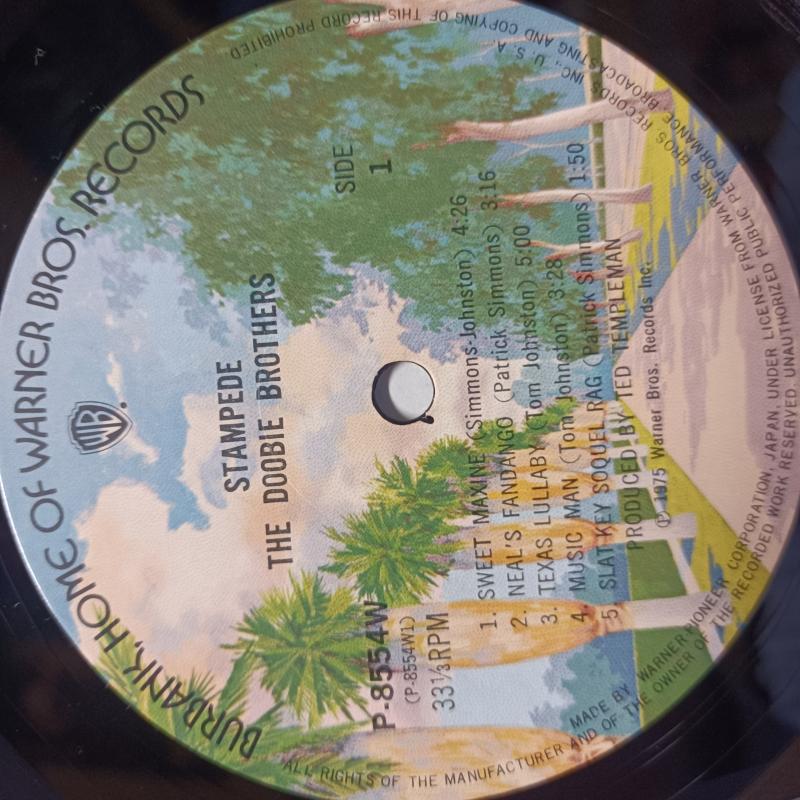 BURBANK, HOME OF WARNER BROS. RECORDS
WB
STAMPEDE
THE DOOBIE BROTHERS
P-8554W
(P-8554W1)
33⅓RPM
SIDE
1
1. SWEET MAXINE (Simmons-Johnston) 4:26
2. NEAL'S FANDANGO (Patrick Simmons) 3:16
3. TEXAS LULLABY (Tom Johnston) 5:00
4. MUSIC MAN (Tom Johnston) 3:28
5. SLAT KEY SOQUEL RAG (Patrick Simmons) 1:50
PRODUCED BY TED TEMPLEMAN
Ⓟ 1975 Warner Bros. Records Inc.
MADE BY WARNER-PIONEER CORPORATION, JAPAN, UNDER LICENSE FROM WARNER BROS. RECORDS INC., U. S. A.
ALL RIGHTS OF THE MANUFACTURER AND OF THE OWNER OF THE RECORDED WORK RESERVED. UNAUTHORIZED PUBLIC PERFORMANCE BROADCASTING AND COPYING OF THIS RECORD PROHIBITED